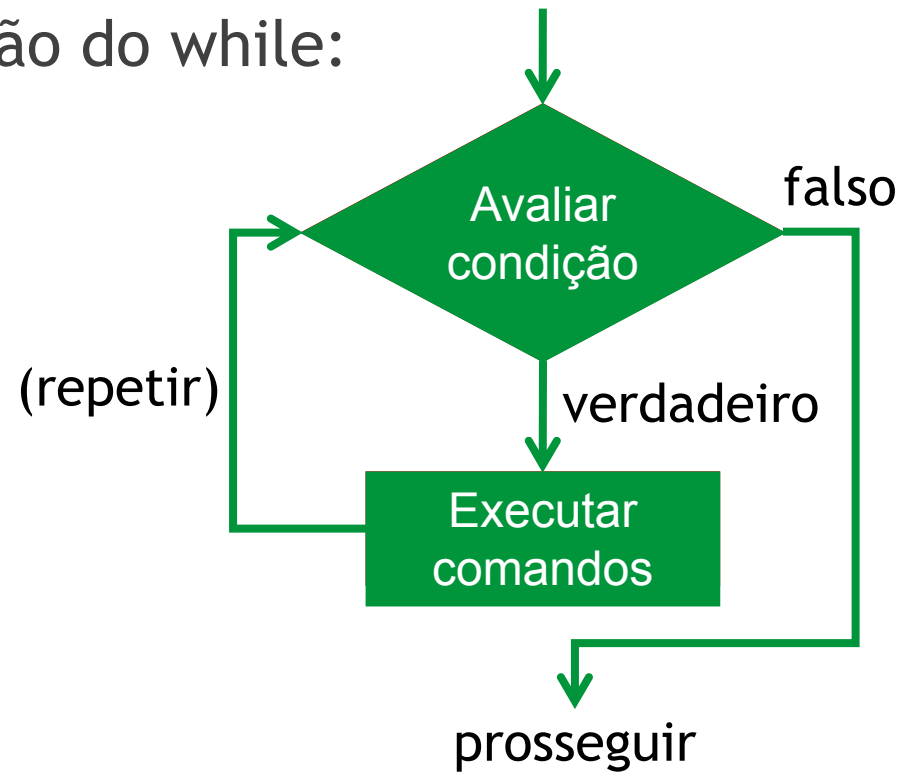 ão do while:
Avaliar
condição
falso
(repetir)
verdadeiro
Executar
comandos
prosseguir